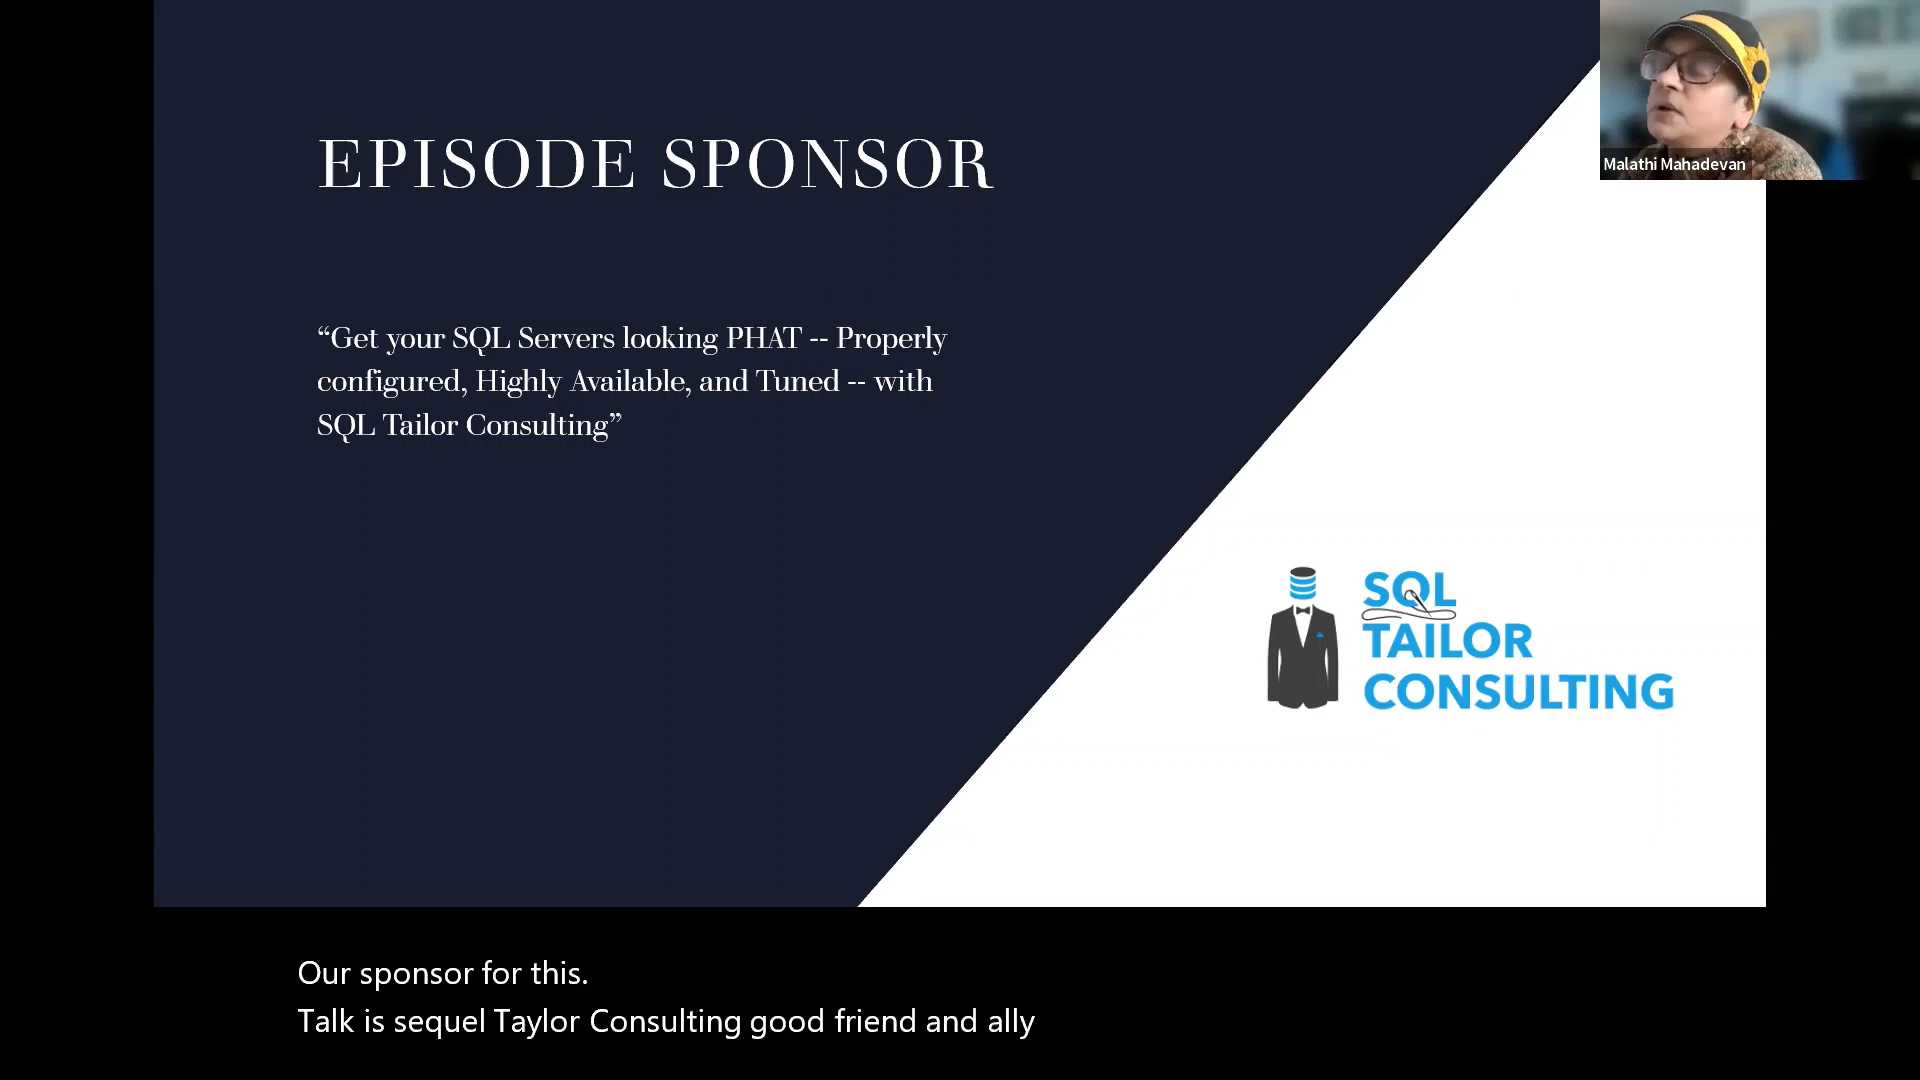 EPISODE SPONSOR
“Get your SQL Servers looking PHAT -- Properly
configured, Highly Available, and Tuned -- with
SQL Tailor Consulting”
SQL
TAILOR
CONSULTING
Malathi Mahadevan
Our sponsor for this.
Talk is sequel Taylor Consulting good friend and ally